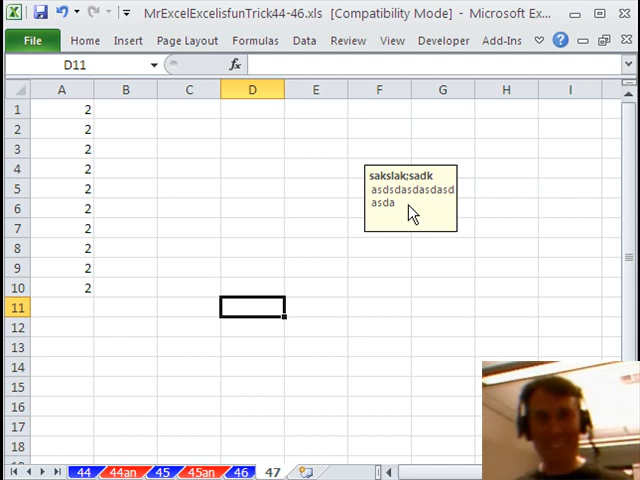 MrExcelExcelisfunTrick44-46.xls [Compatibility Mode] - Microsoft Ex...
File Home Insert Page Layout Formulas Data Review View Developer Add-Ins
D11 fx
A B C D E F G H I
1 2
2 2
3 2
4 2 sakslak;sadk
5 2 asdsdasdasdasd
6 2 asda
7 2
8 2
9 2
10 2
11
12
13
14
15
16
17
18
44 44an 45 45an 46 47